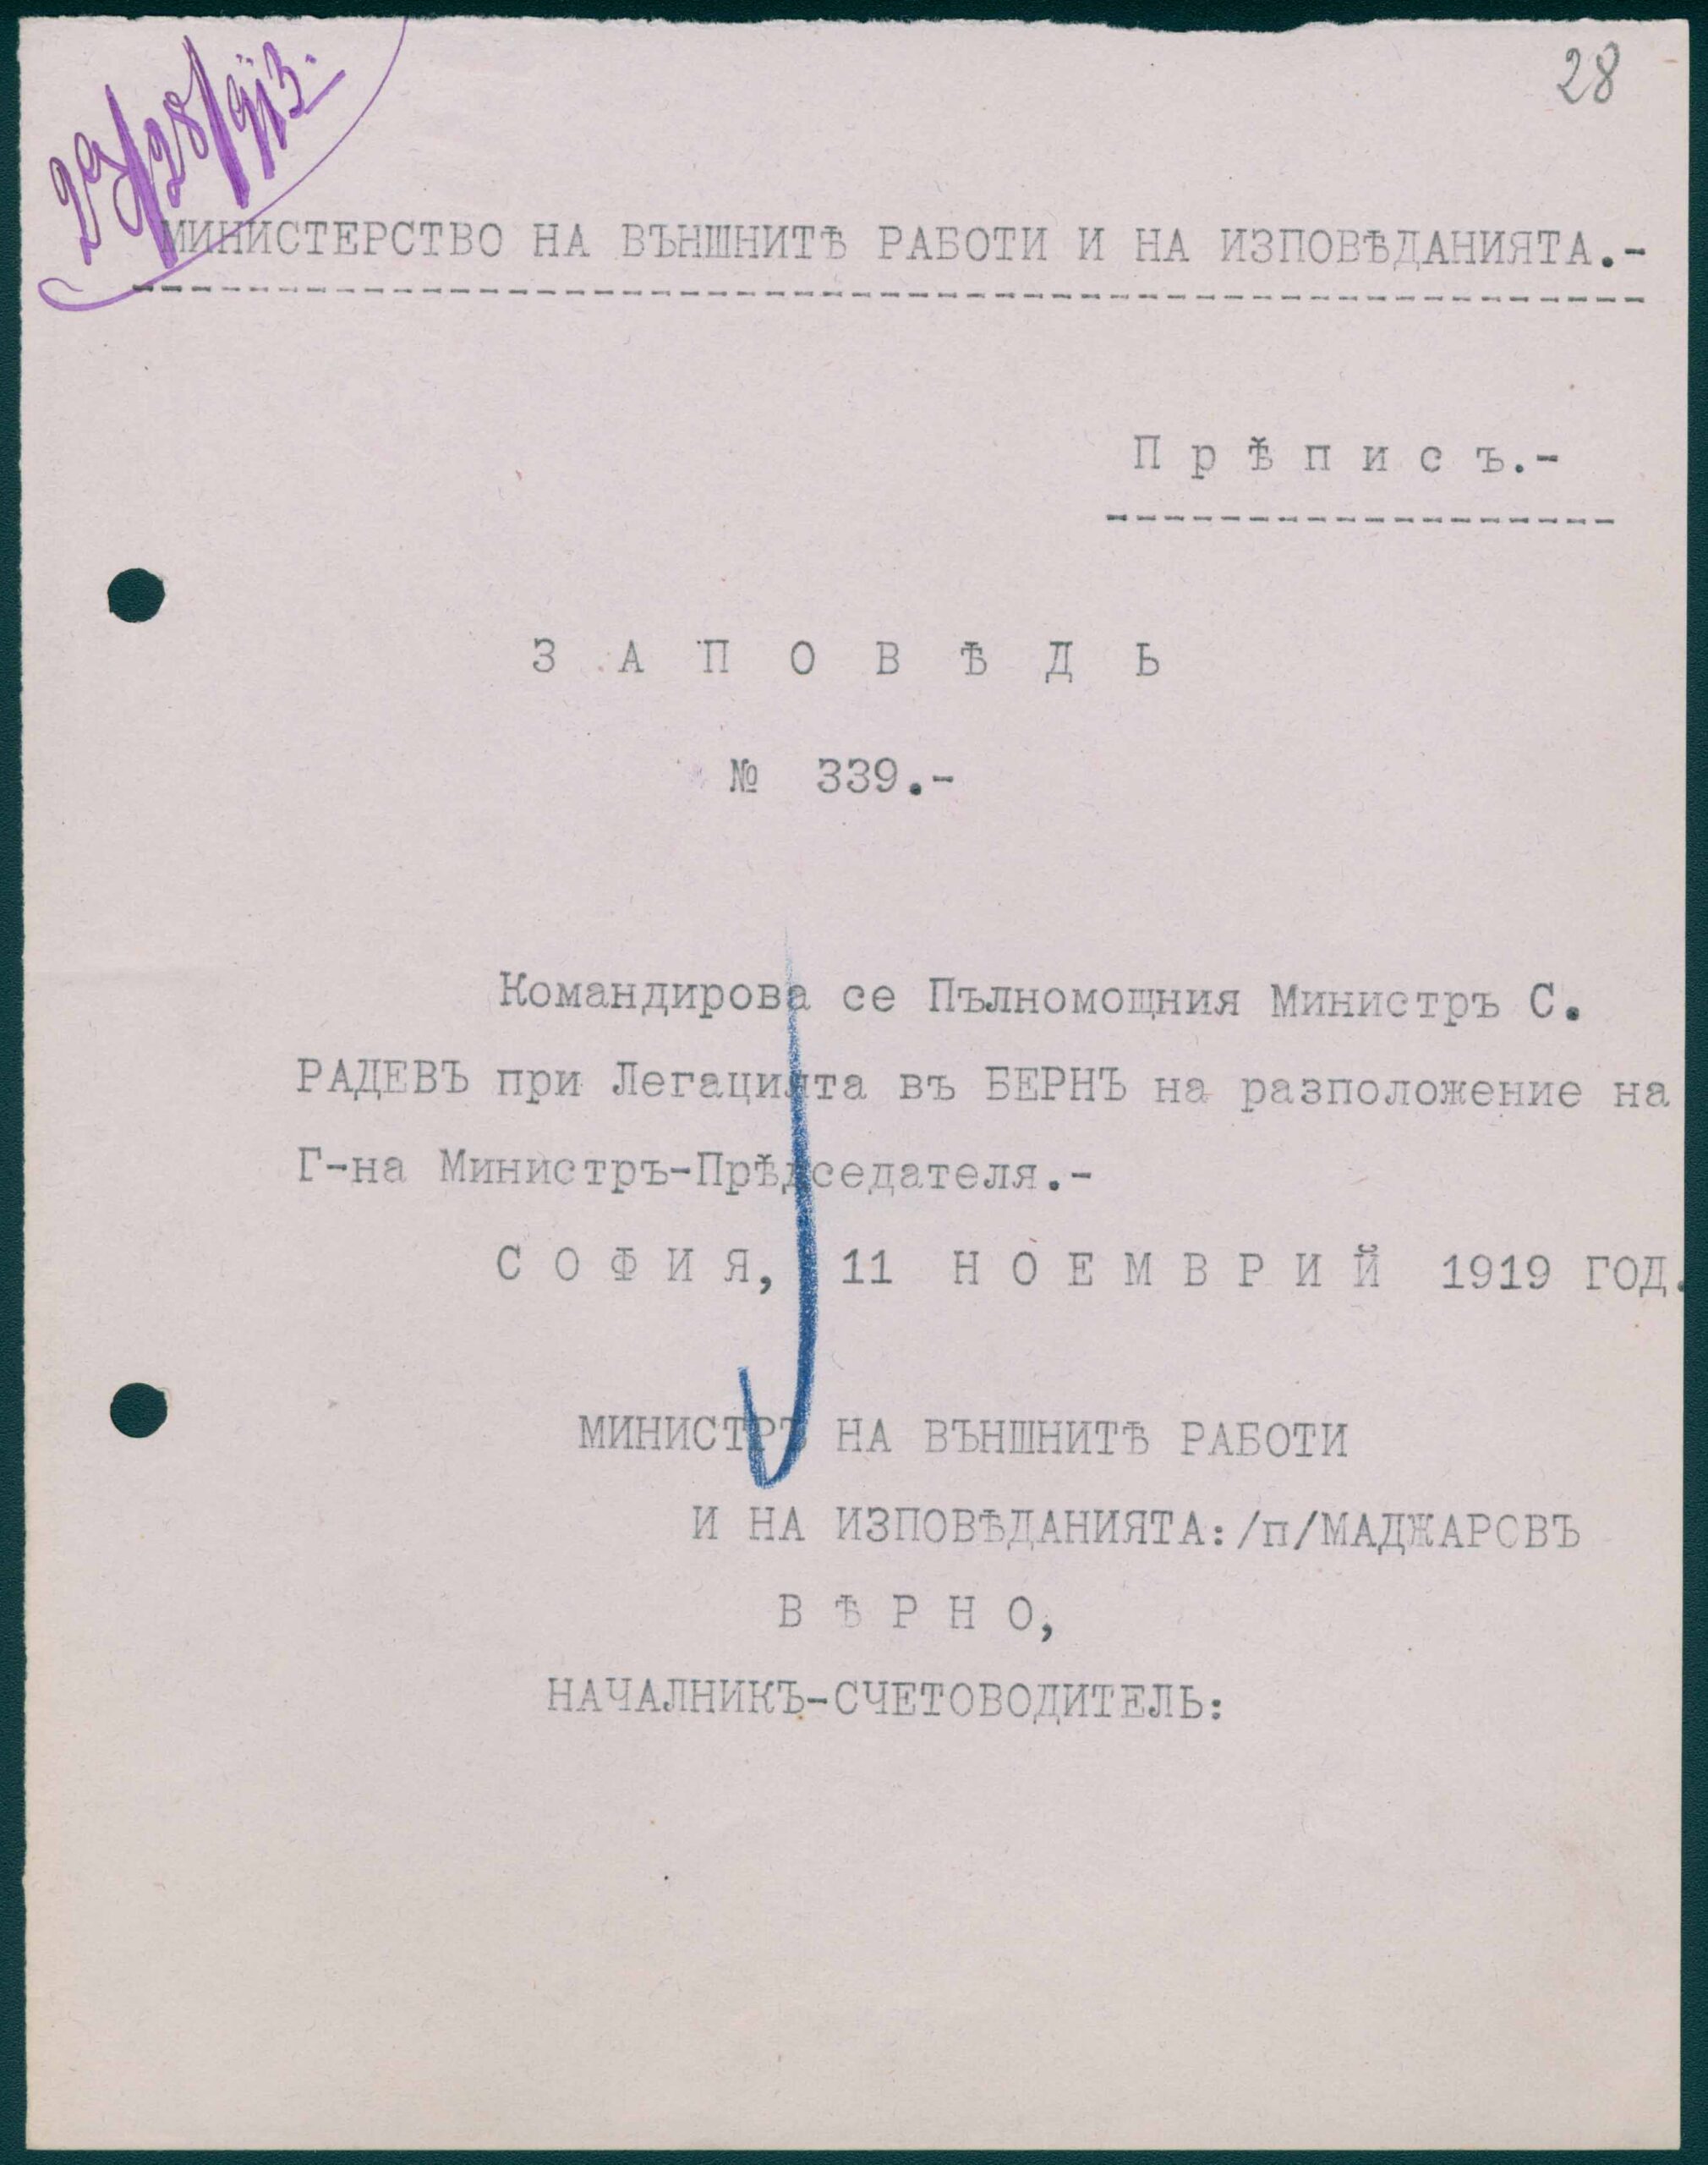 28
МИНИСТЕРСТВО НА ВЪНШНИТѢ РАБОТИ И НА ИЗПОВѢДАНИЯТА.-
Прѣписъ.-
ЗАПОВѢДЬ
№ 339.-
Командирова се Пълномощния Министръ С.
РАДЕВЪ при Легацията въ БЕРНЪ на разположение на
Г-на Министръ-Прѣдседателя.-
СОФИЯ, 11 НОЕМВРИЙ 1919 ГОД.
МИНИСТРЪ НА ВЪНШНИТѢ РАБОТИ
И НА ИЗПОВѢДАНИЯТА:/п/МАДЖАРОВЪ
ВѢРНО,
НАЧАЛНИКЪ-СЧЕТОВОДИТЕЛЬ: